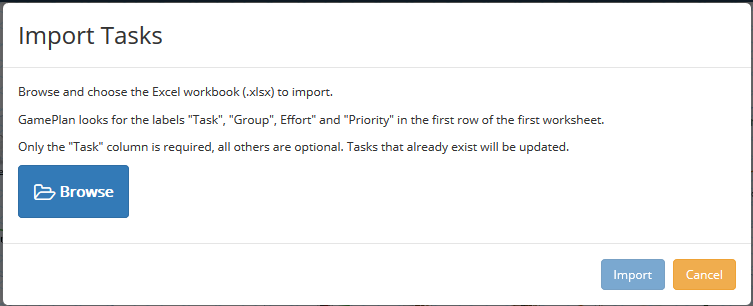 Import Tasks
Browse and choose the Excel workbook (.xlsx) to import.
GamePlan looks for the labels "Task", "Group", Effort" and "Priority" in the first row of the first worksheet.
Only the "Task" column is required, all others are optional. Tasks that already exist will be updated.
Browse
Import Cancel